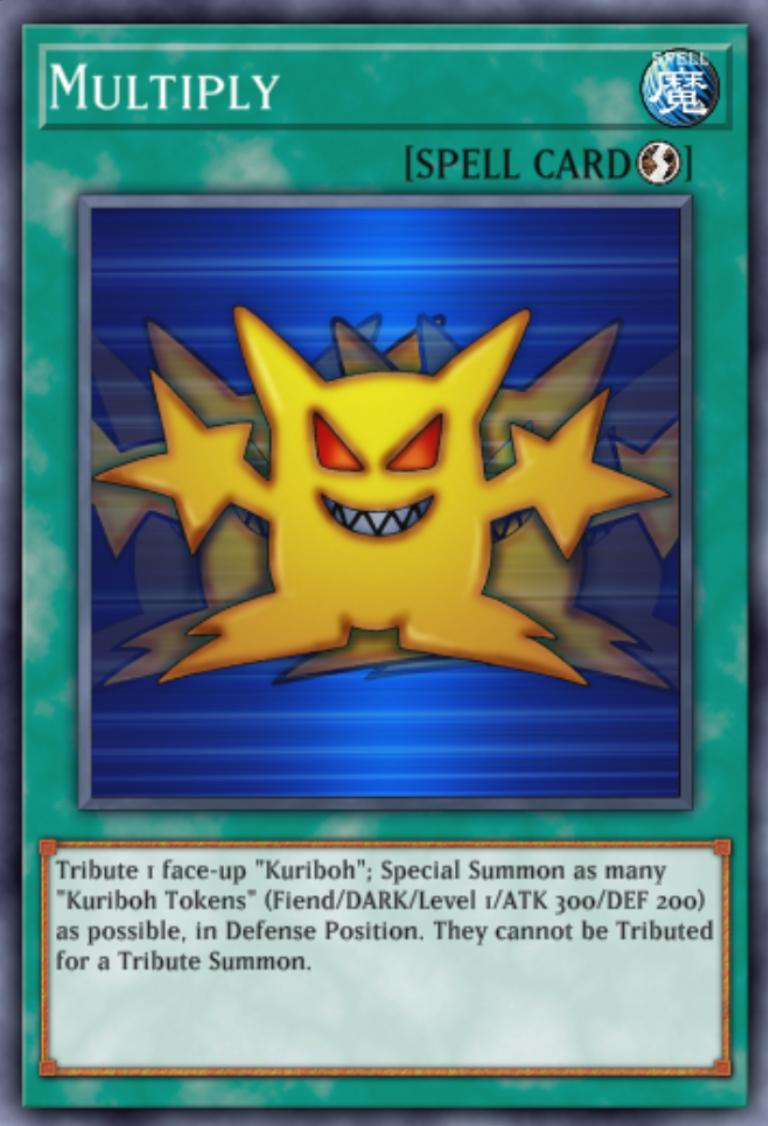 MULTIPLY
SPELL
魔
[SPELL CARD]
Tribute 1 face-up "Kuriboh"; Special Summon as many
"Kuriboh Tokens" (Fiend/DARK/Level 1/ATK 300/DEF 200)
as possible, in Defense Position. They cannot be Tributed
for a Tribute Summon.